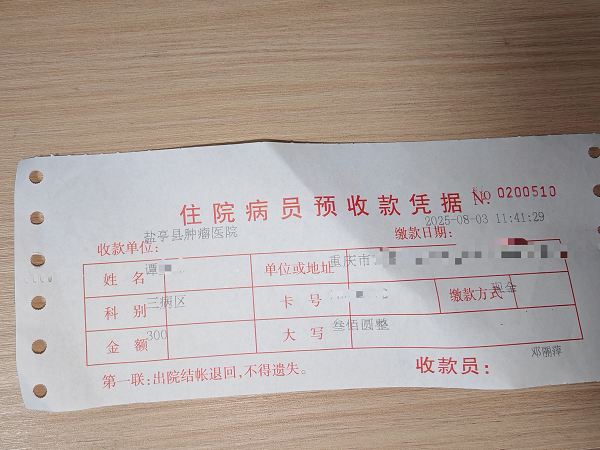 住院病员预收款凭据 No. 0200510
收款单位: 盐亭县肿瘤医院 缴款日期: 2025-08-03 11:41:29
姓名 谭 单位或地址 重庆市
科别 三病区 卡号 缴款方式 现金
金额 300 大写 叁佰圆整
第一联:出院结帐退回,不得遗失。 收款员: 邓丽萍